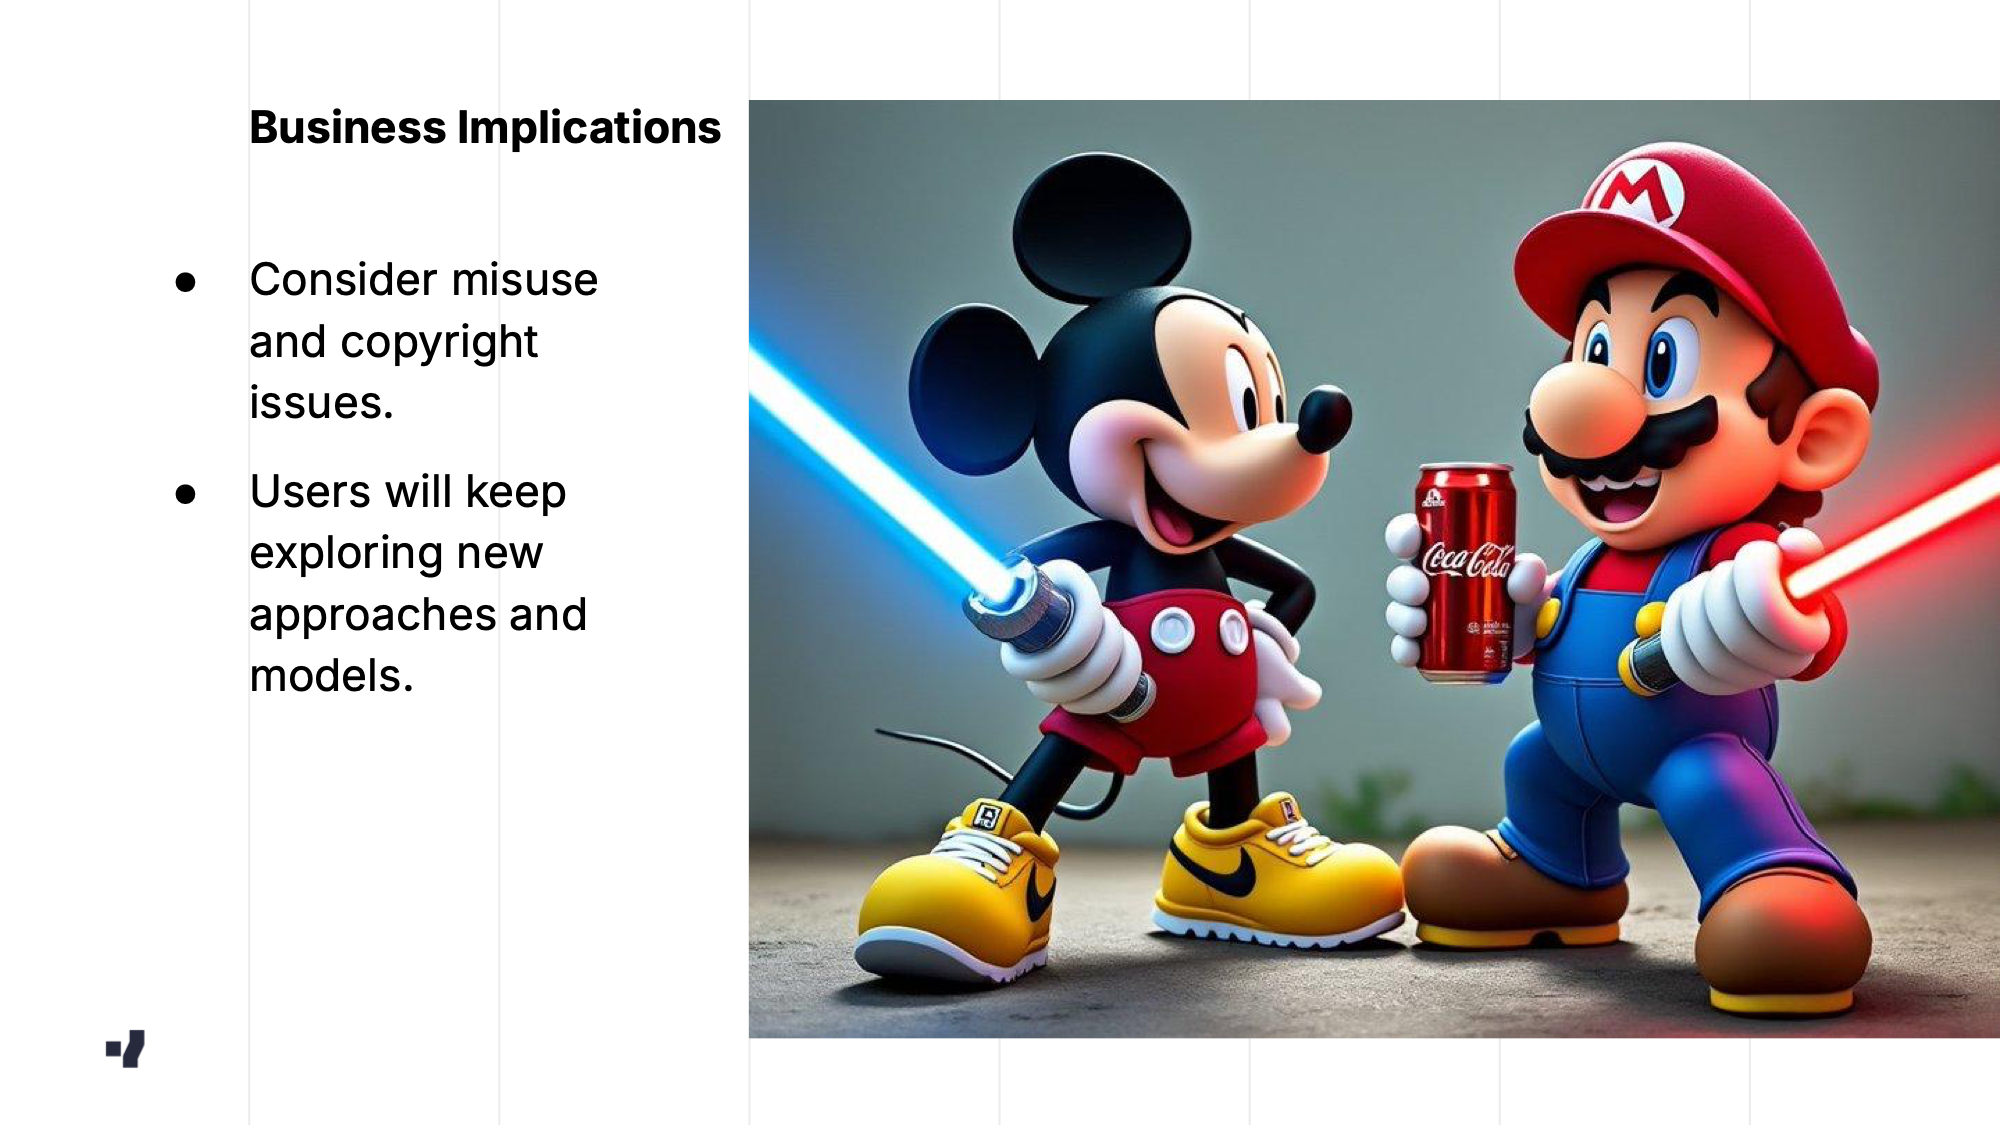 Business Implications
● Consider misuse
and copyright
issues.
● Users will keep
exploring new
approaches and
models.
M
Coca-Cola